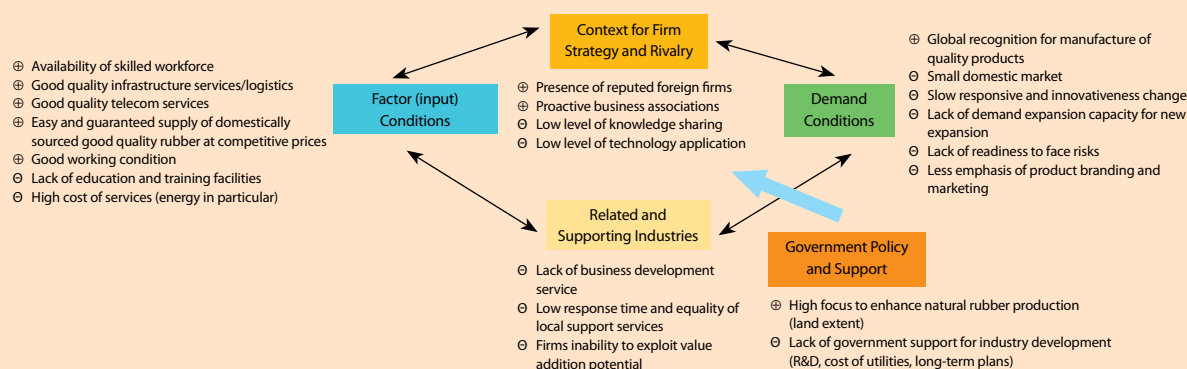 Context for Firm
Strategy and Rivalry
⊕ Presence of reputed foreign firms
⊕ Proactive business associations
Θ Low level of knowledge sharing
Θ Low level of technology application
Factor (input)
Conditions
⊕ Availability of skilled workforce
⊕ Good quality infrastructure services/logistics
⊕ Good quality telecom services
⊕ Easy and guaranteed supply of domestically
sourced good quality rubber at competitive prices
⊕ Good working condition
Θ Lack of education and training facilities
Θ High cost of services (energy in particular)
Demand
Conditions
⊕ Global recognition for manufacture of
quality products
Θ Small domestic market
Θ Slow responsive and innovativeness change
Θ Lack of demand expansion capacity for new
expansion
Θ Lack of readiness to face risks
Θ Less emphasis of product branding and
marketing
Related and
Supporting Industries
Θ Lack of business development
service
Θ Low response time and equality of
local support services
Θ Firms inability to exploit value
addition potential
Government Policy
and Support
⊕ High focus to enhance natural rubber production
(land extent)
Θ Lack of government support for industry development
(R&D, cost of utilities, long-term plans)